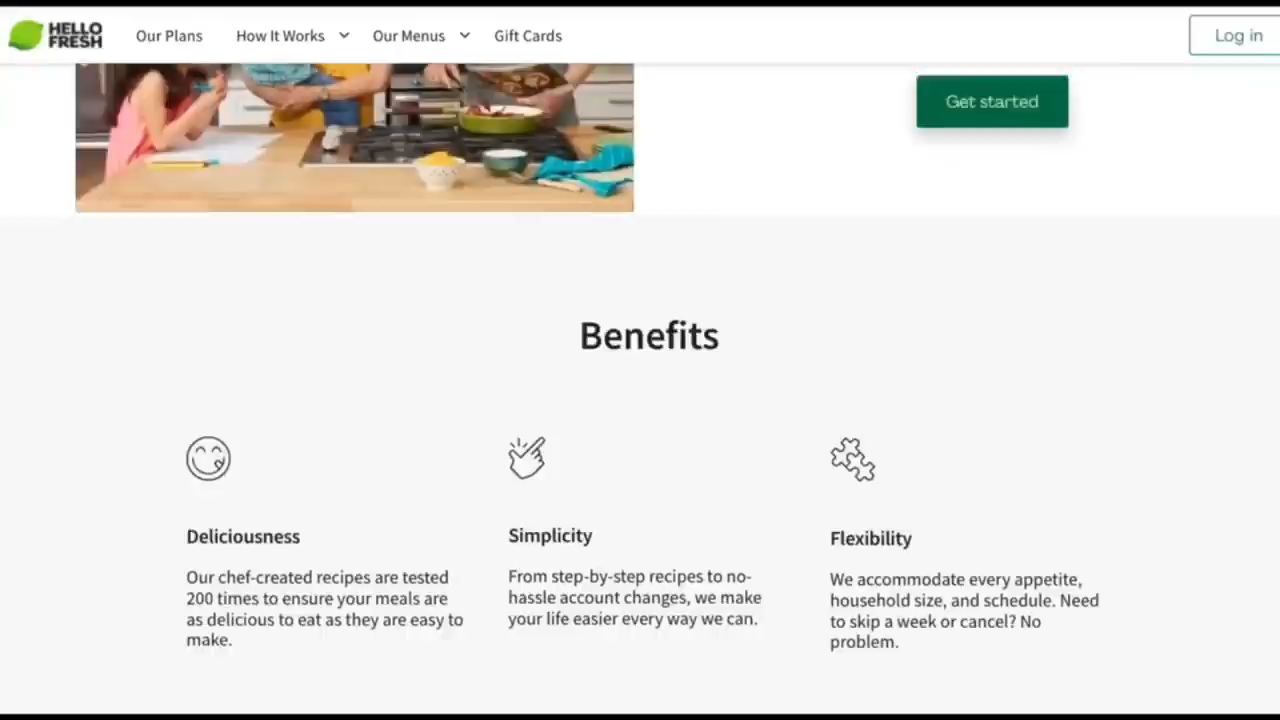 HELLO
FRESH
Our Plans
How It Works
Our Menus
Gift Cards
Log in
Get started
Benefits
Deliciousness
Our chef-created recipes are tested
200 times to ensure your meals are
as delicious to eat as they are easy to
make.
Simplicity
From step-by-step recipes to no-
hassle account changes, we make
your life easier every way we can.
Flexibility
We accommodate every appetite,
household size, and schedule. Need
to skip a week or cancel? No
problem.